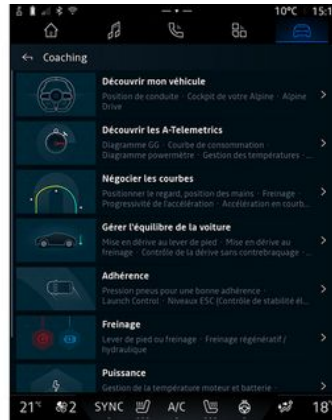 10°C 15:1
Coaching
Découvrir mon véhicule
Position de conduite · Cockpit de votre Alpine · Alpine
Drive
Découvrir les A-Telemetrics
Diagramme GG · Courbe de consommation ·
Diagramme powermètre · Gestion des températures · ...
Négocier les courbes
Positionner le regard, position des mains · Freinage ·
Progressivité de l'accélération · Accélération en courb...
Gérer l'équilibre de la voiture
Mise en dérive au lever de pied · Mise en dérive au
freinage · Contrôle de la dérive sans contrebraquage · ...
Adhérence
Pression pneus pour une bonne adhérence ·
Launch Control · Niveaux ESC (Contrôle de stabilité él...
Freinage
Lever de pied ou freinage · Freinage régénératif /
hydraulique
Puissance
Gestion de la température moteur et batterie ·
21° 2 SYNC A/C 18°